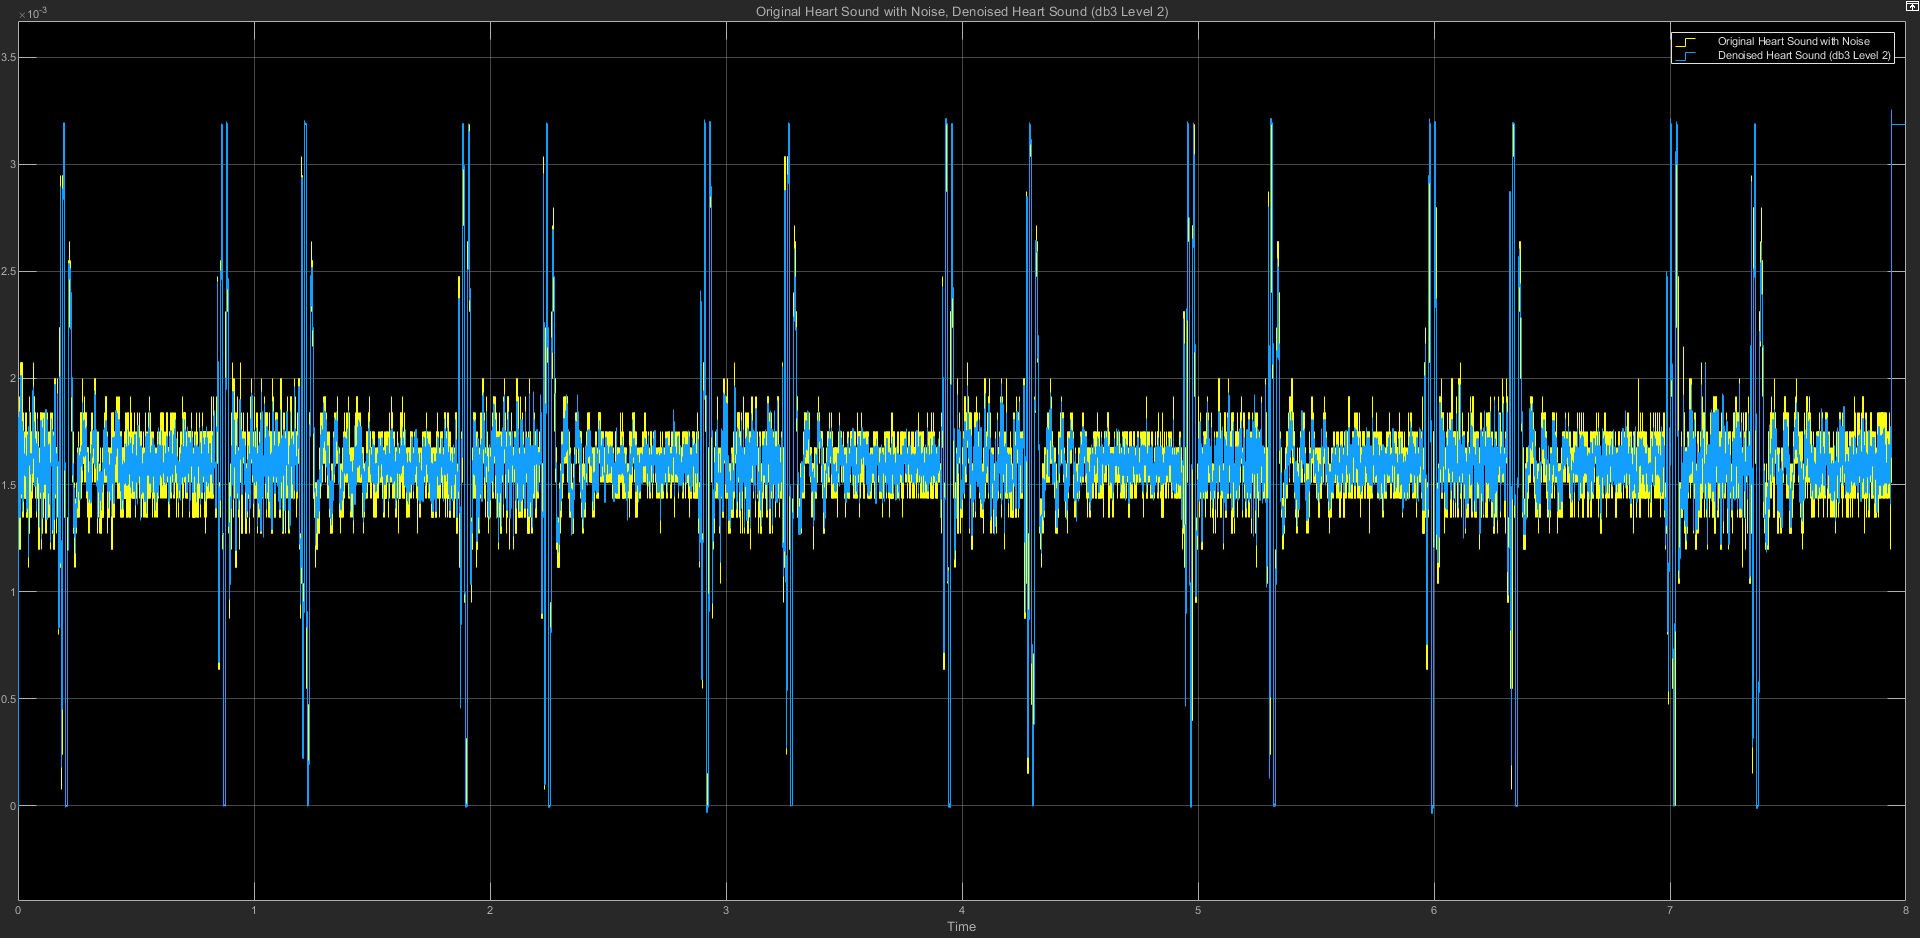 Original Heart Sound with Noise, Denoised Heart Sound (db3 Level 2)
×10⁻³
Original Heart Sound with Noise
Denoised Heart Sound (db3 Level 2)
3.5
3
2.5
2
1.5
1
0.5
0
0 1 2 3 4 5 6 7 8
Time